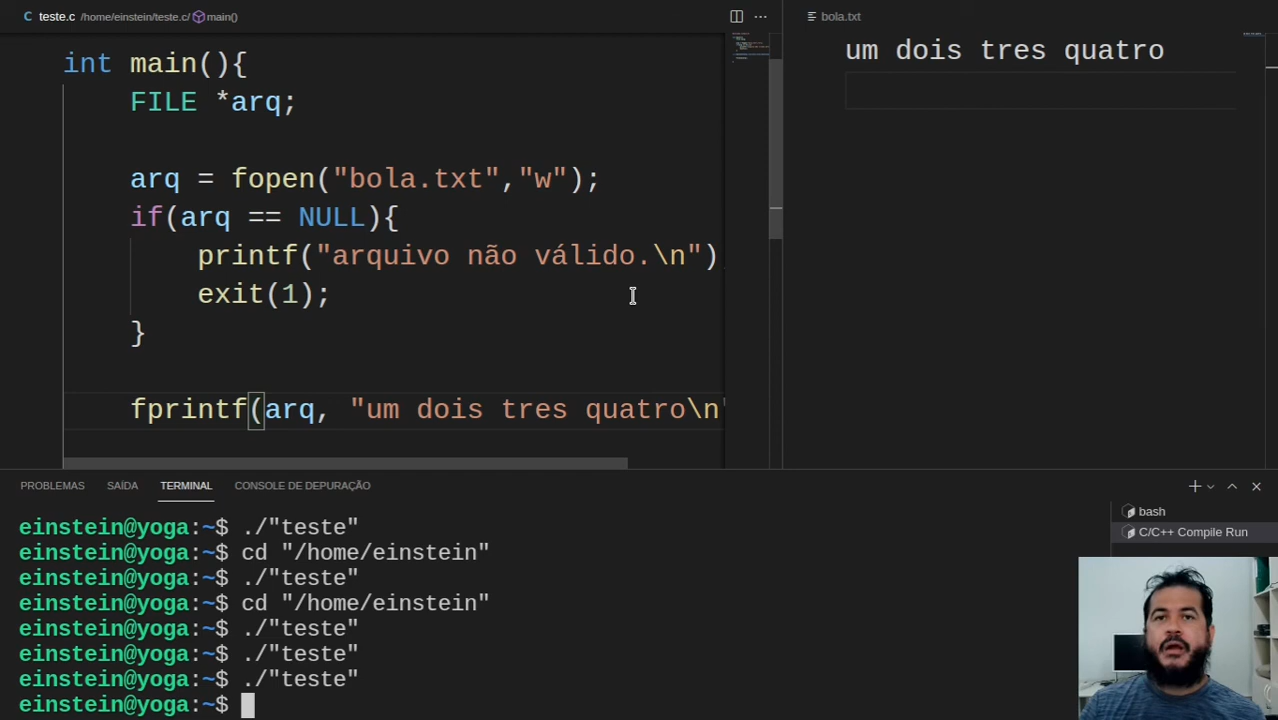 teste.c /home/einstein/teste.c/ main()
int main(){
FILE *arq;
arq = fopen("bola.txt","w");
if(arq == NULL){
printf("arquivo não válido.\n")
exit(1);
}
fprintf(arq, "um dois tres quatro\n"
bola.txt
um dois tres quatro
PROBLEMAS SAÍDA TERMINAL CONSOLE DE DEPURAÇÃO
einstein@yoga:~$ ./"teste"
einstein@yoga:~$ cd "/home/einstein"
einstein@yoga:~$ ./"teste"
einstein@yoga:~$ cd "/home/einstein"
einstein@yoga:~$ ./"teste"
einstein@yoga:~$ ./"teste"
einstein@yoga:~$ ./"teste"
einstein@yoga:~$
bash
C/C++ Compile Run